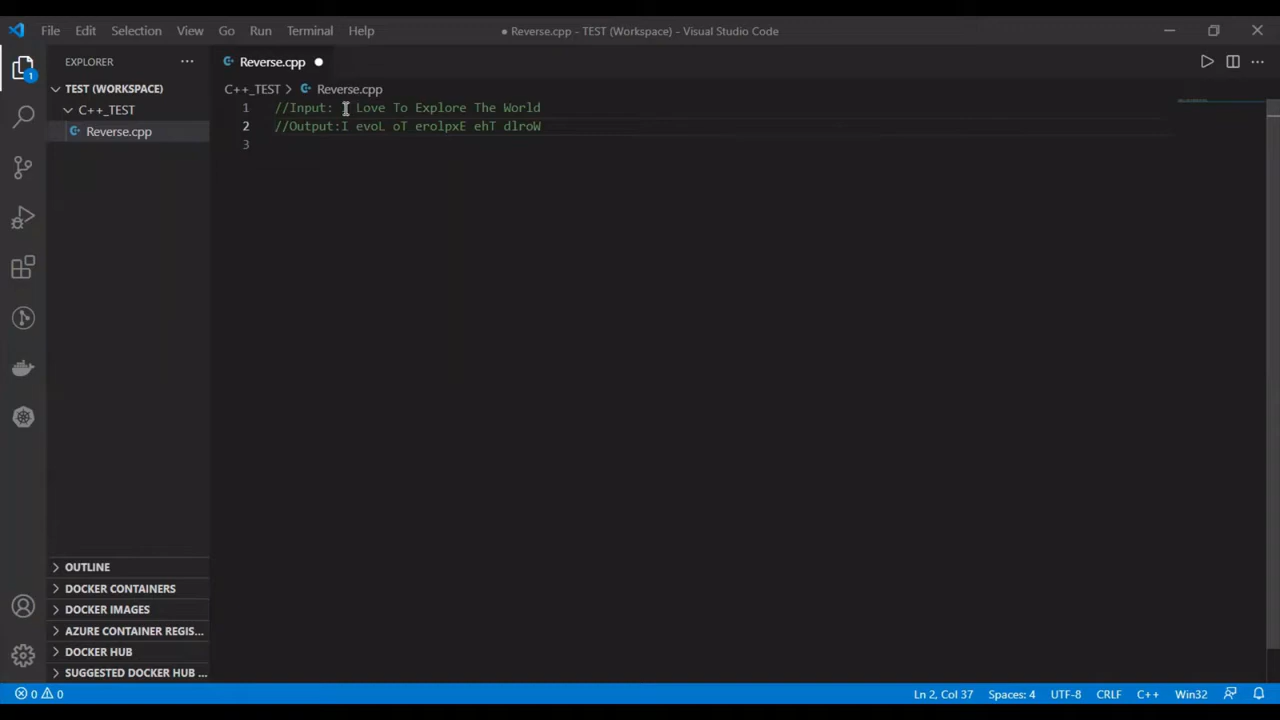 File Edit Selection View Go Run Terminal Help
● Reverse.cpp - TEST (Workspace) - Visual Studio Code
EXPLORER
Reverse.cpp
TEST (WORKSPACE)
C++_TEST
Reverse.cpp
C++_TEST > Reverse.cpp
1 //Input: I Love To Explore The World
2 //Output:I evoL oT erolpxE ehT dlroW
3
1
OUTLINE
DOCKER CONTAINERS
DOCKER IMAGES
AZURE CONTAINER REGIS...
DOCKER HUB
SUGGESTED DOCKER HUB ...
0 0
Ln 2, Col 37 Spaces: 4 UTF-8 CRLF C++ Win32